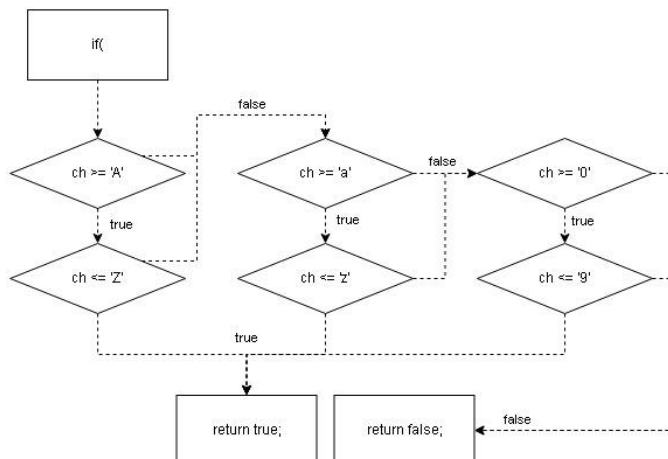 if(
false
ch >= 'A'
ch >= 'a'
false
ch >= '0'
true
true
true
ch <= 'Z'
ch <= 'z'
ch <= '9'
true
return true;
return false;
false